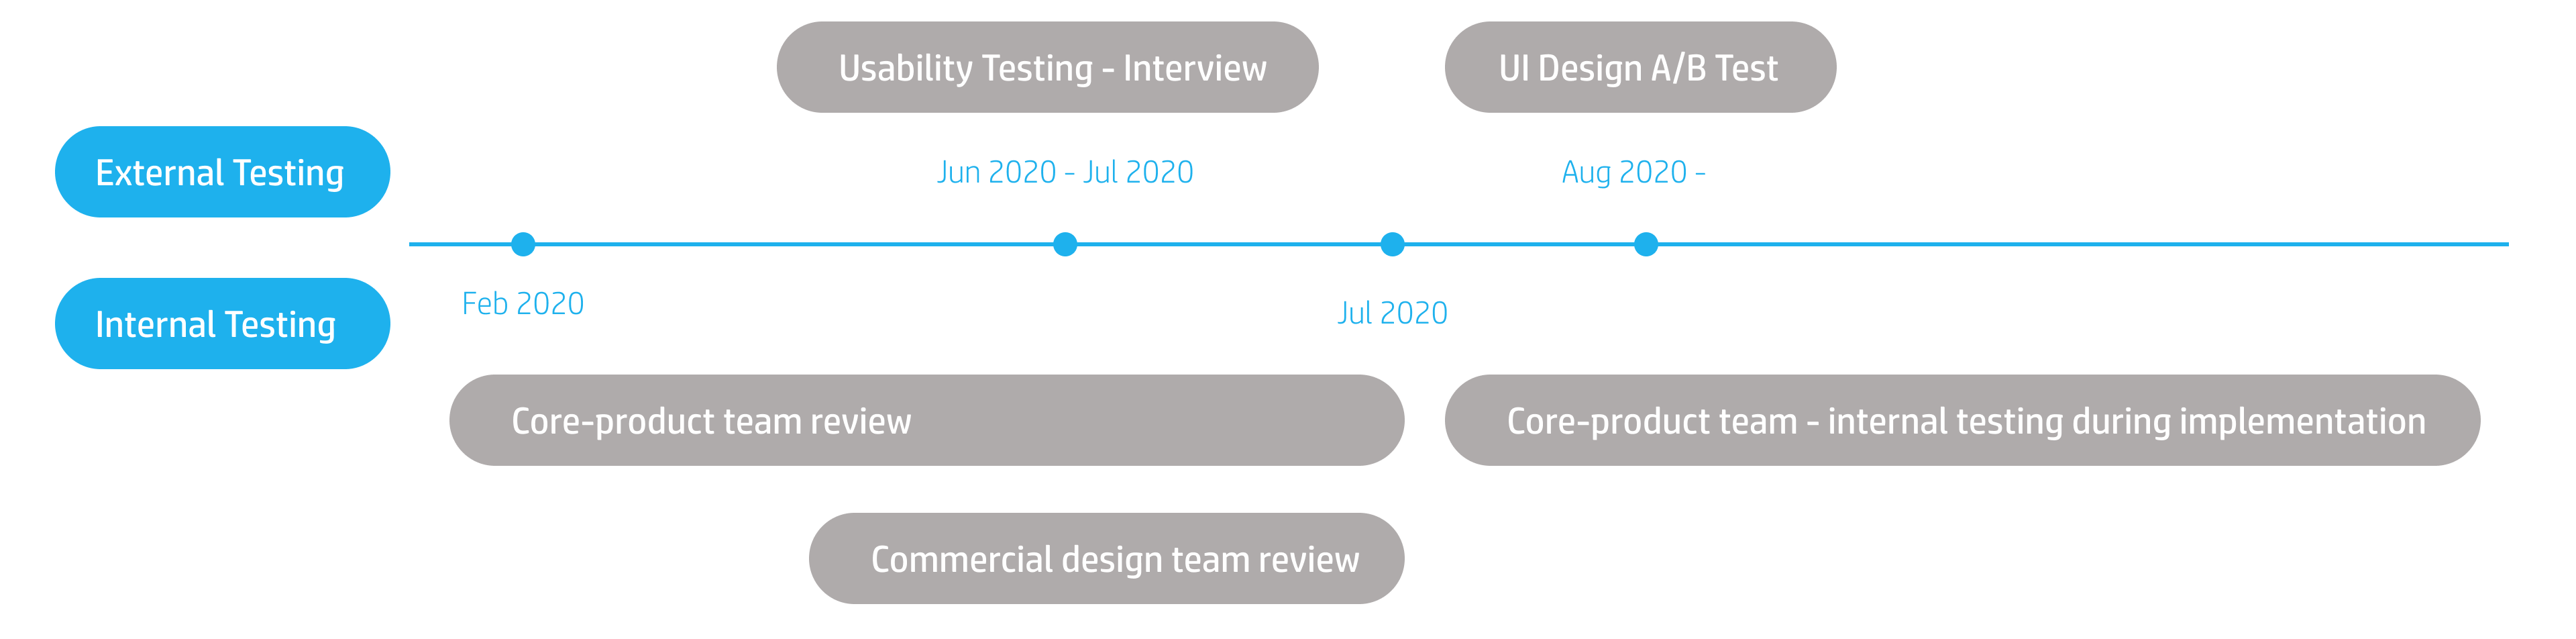 Usability Testing - Interview
UI Design A/B Test
External Testing
Jun 2020 - Jul 2020
Aug 2020 -
Internal Testing
Feb 2020
Jul 2020
Core-product team review
Core-product team - internal testing during implementation
Commercial design team review